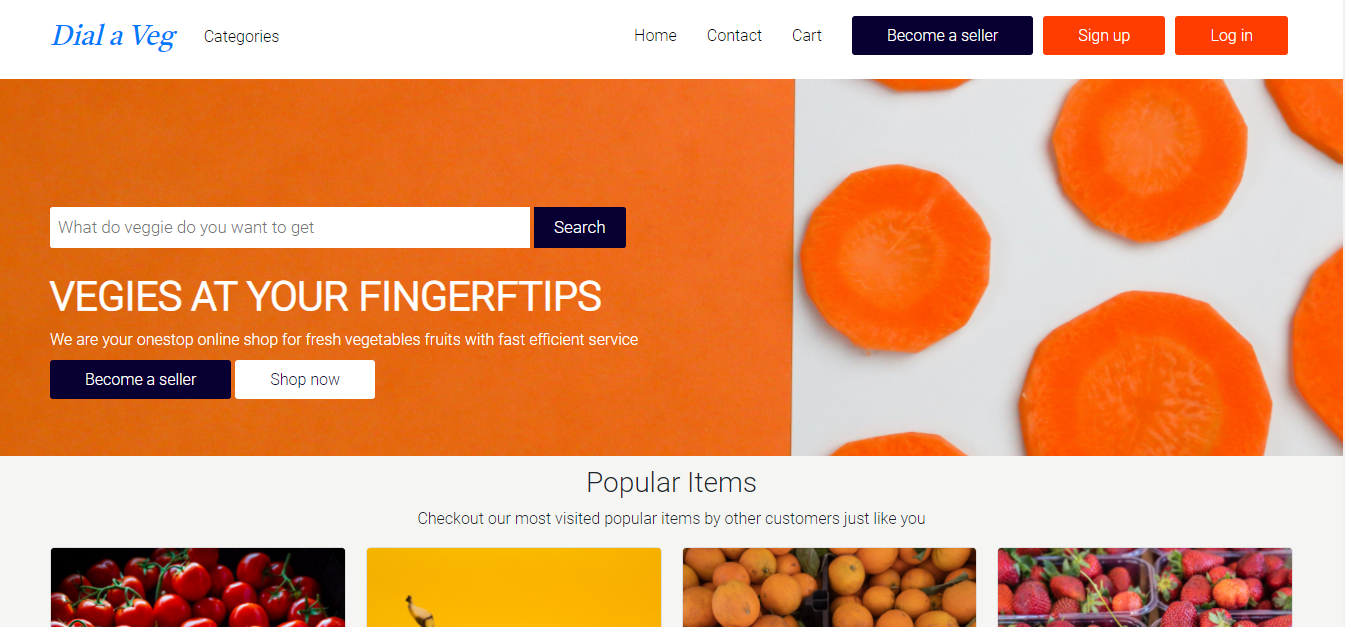 Dial a Veg
Categories
Home
Contact
Cart
Become a seller
Sign up
Log in
What do veggie do you want to get
Search
VEGIES AT YOUR FINGERFTIPS
We are your onestop online shop for fresh vegetables fruits with fast efficient service
Become a seller
Shop now
Popular Items
Checkout our most visited popular items by other customers just like you